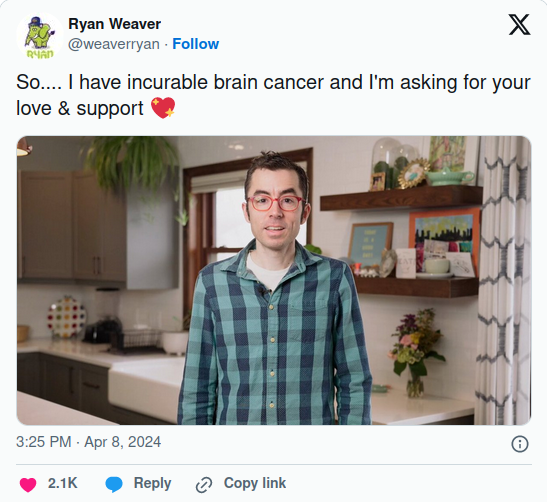 Ryan Weaver
@weaverryan · Follow
So.... I have incurable brain cancer and I'm asking for your
love & support 💖
3:25 PM · Apr 8, 2024
2.1K Reply Copy link
RYAN